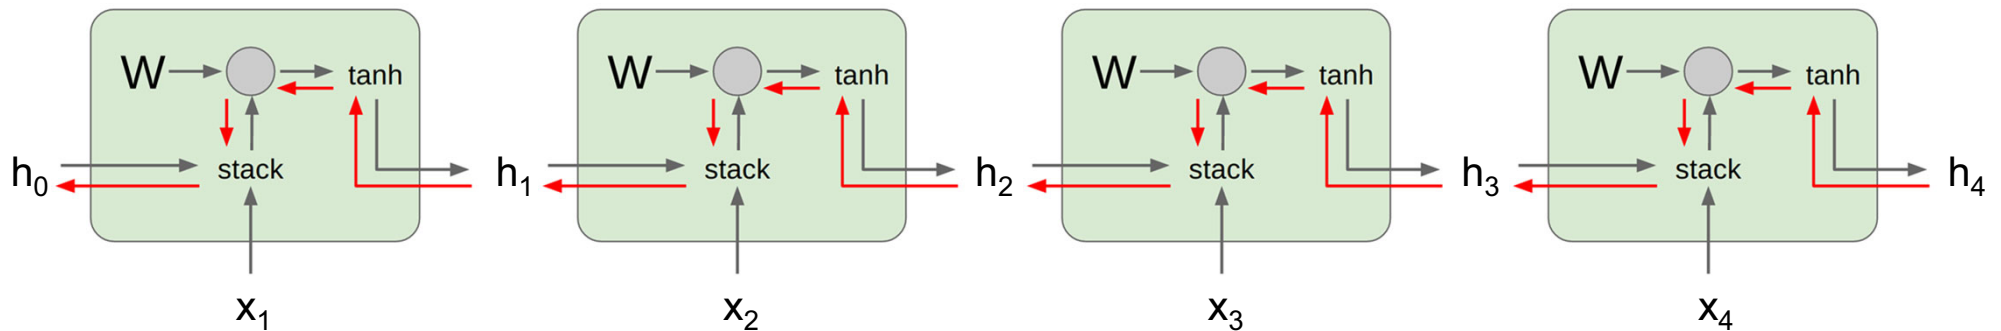 W tanh W tanh W tanh W tanh
h₀ stack h₁ stack h₂ stack h₃ stack h₄
x₁ x₂ x₃ x₄